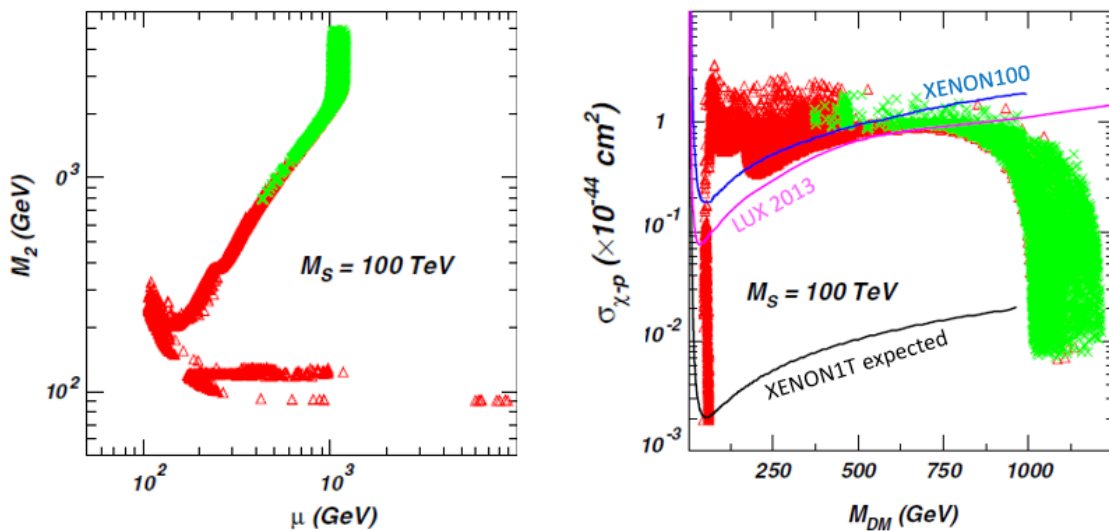 M₂ (GeV)
0³
10²
M_S = 100 TeV
10² 10³
μ (GeV)
σ_χ-p (×10⁻⁴⁴ cm²)
1
10⁻¹
10⁻²
10⁻³
XENON100
LUX 2013
M_S = 100 TeV
XENON1T expected
250 500 750 1000
M_DM (GeV)